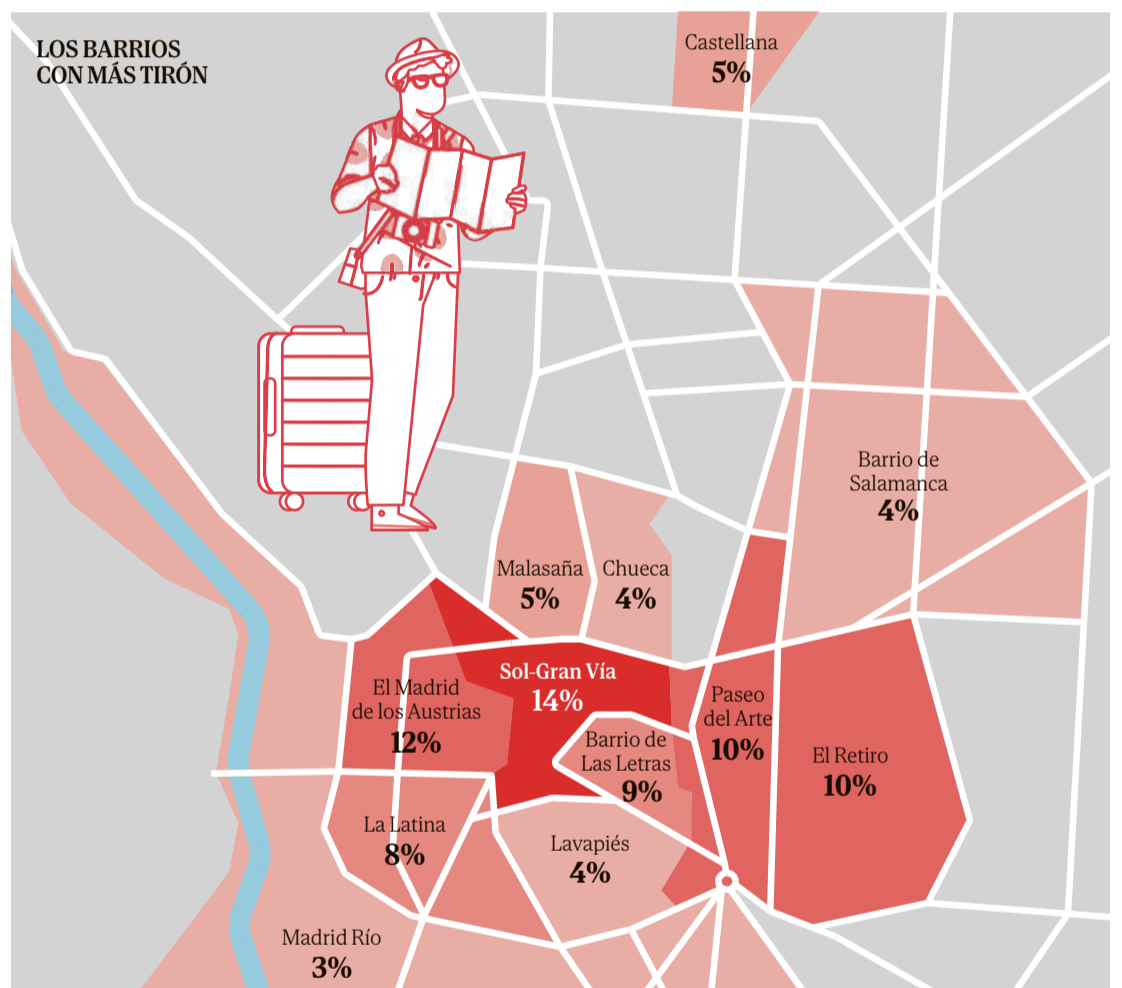 LOS BARRIOS
CON MÁS TIRÓN
Castellana
5%
Barrio de
Salamanca
4%
Malasaña
5%
Chueca
4%
Sol-Gran Vía
14%
El Madrid
de los Austrias
12%
Paseo
del Arte
10%
Barrio de
Las Letras
9%
El Retiro
10%
La Latina
8%
Lavapiés
4%
Madrid Río
3%